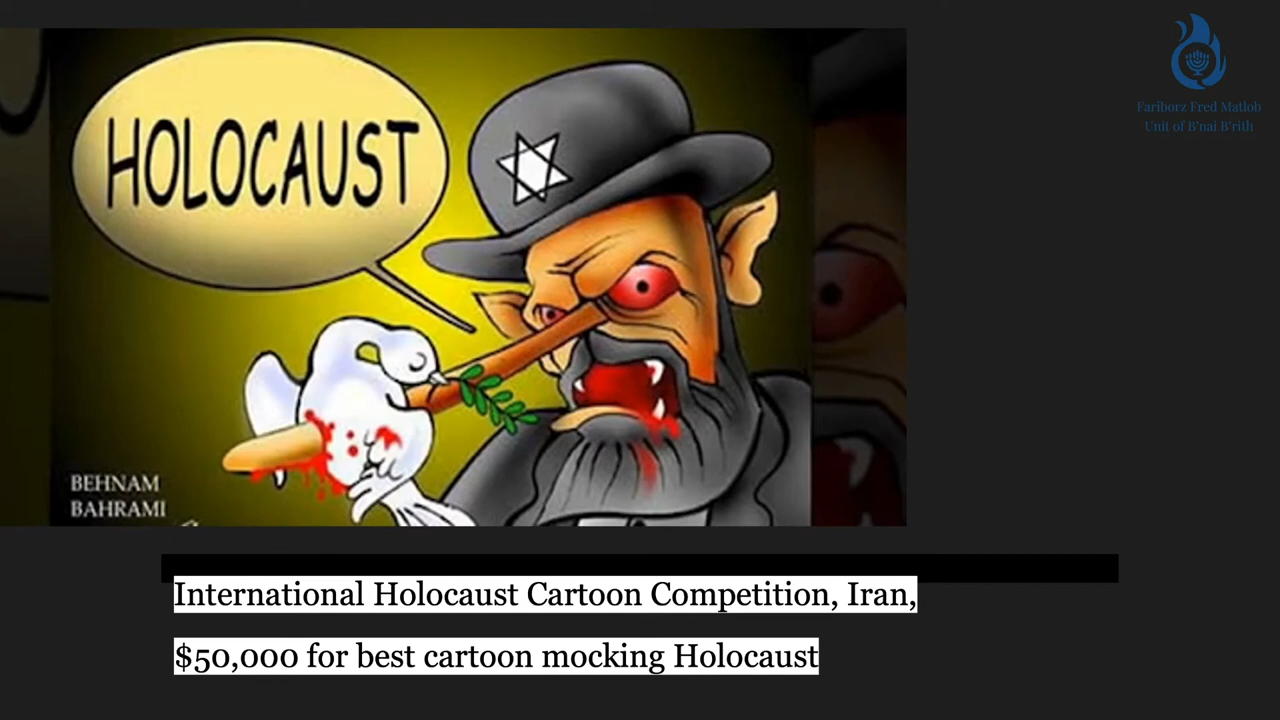 HOLOCAUST
BEHNAM
BAHRAMI
Fariborz Fred Matlob
Unit of B'nai B'rith
International Holocaust Cartoon Competition, Iran,
$50,000 for best cartoon mocking Holocaust